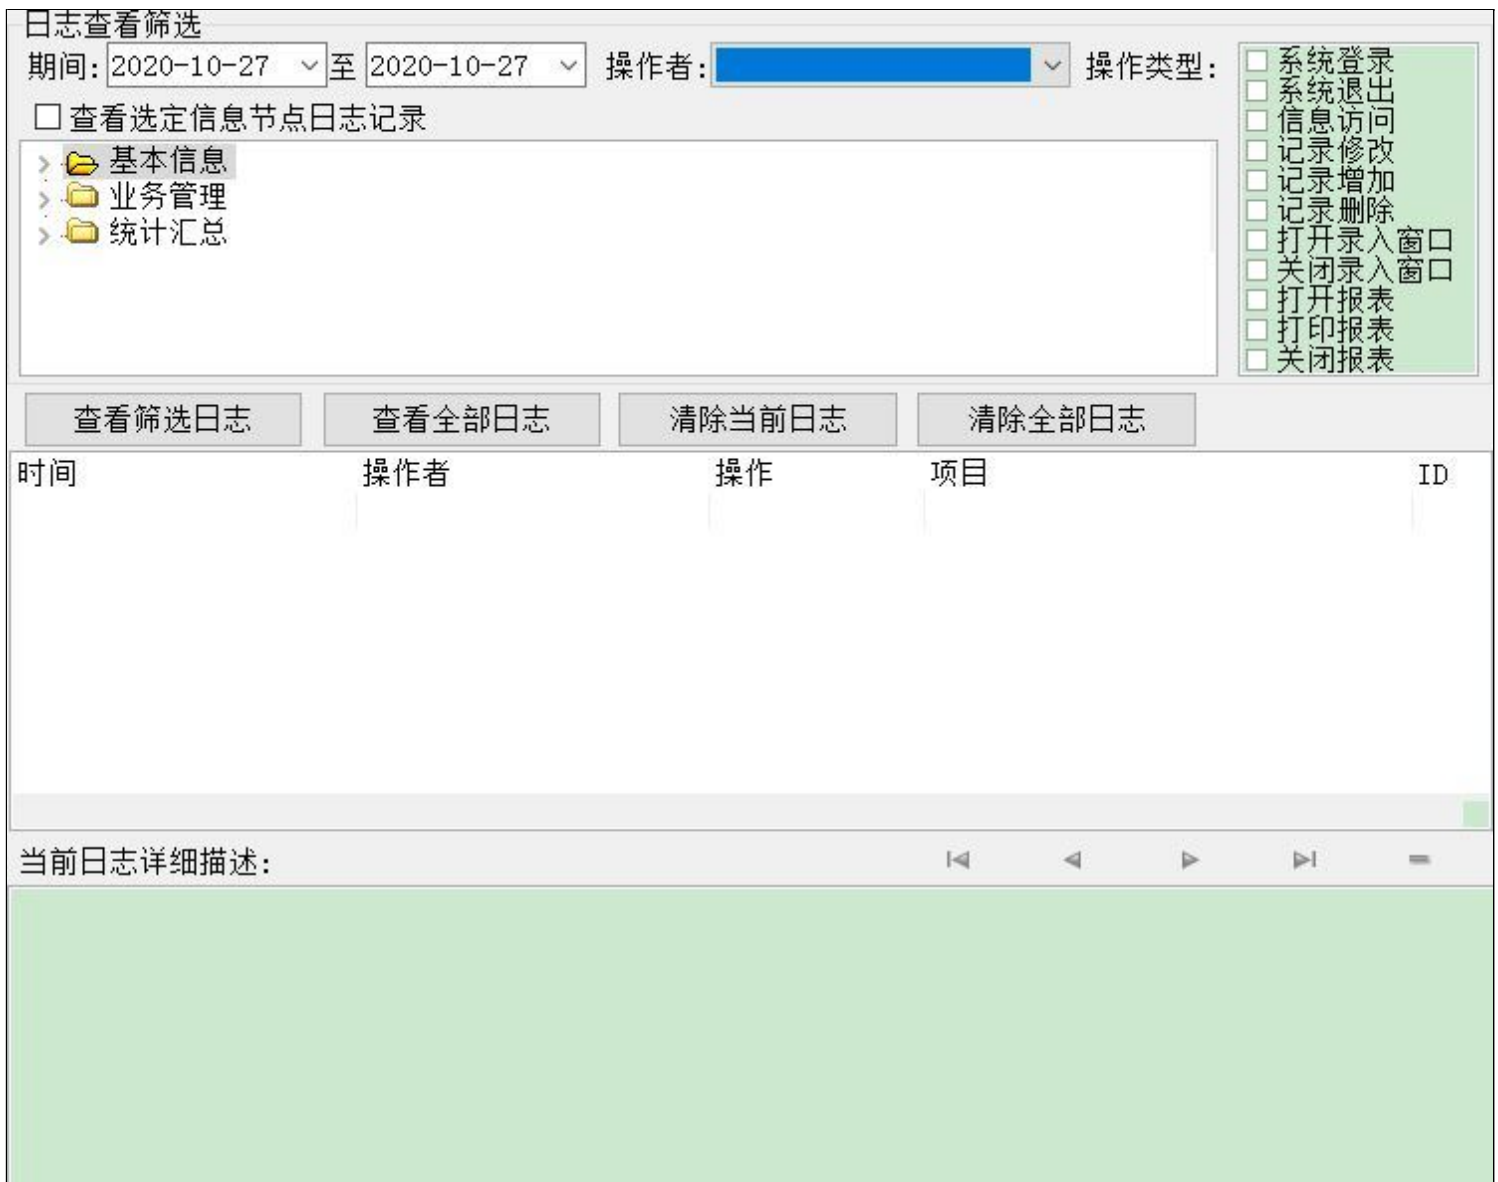 日志查看筛选
期间: 2020-10-27 至 2020-10-27 操作者: 操作类型:
系统登录
系统退出
信息访问
记录修改
记录增加
记录删除
打开录入窗口
关闭录入窗口
打开报表
打印报表
关闭报表
查看选定信息节点日志记录
基本信息
业务管理
统计汇总
查看筛选日志 查看全部日志 清除当前日志 清除全部日志
时间 操作者 操作 项目 ID
当前日志详细描述: